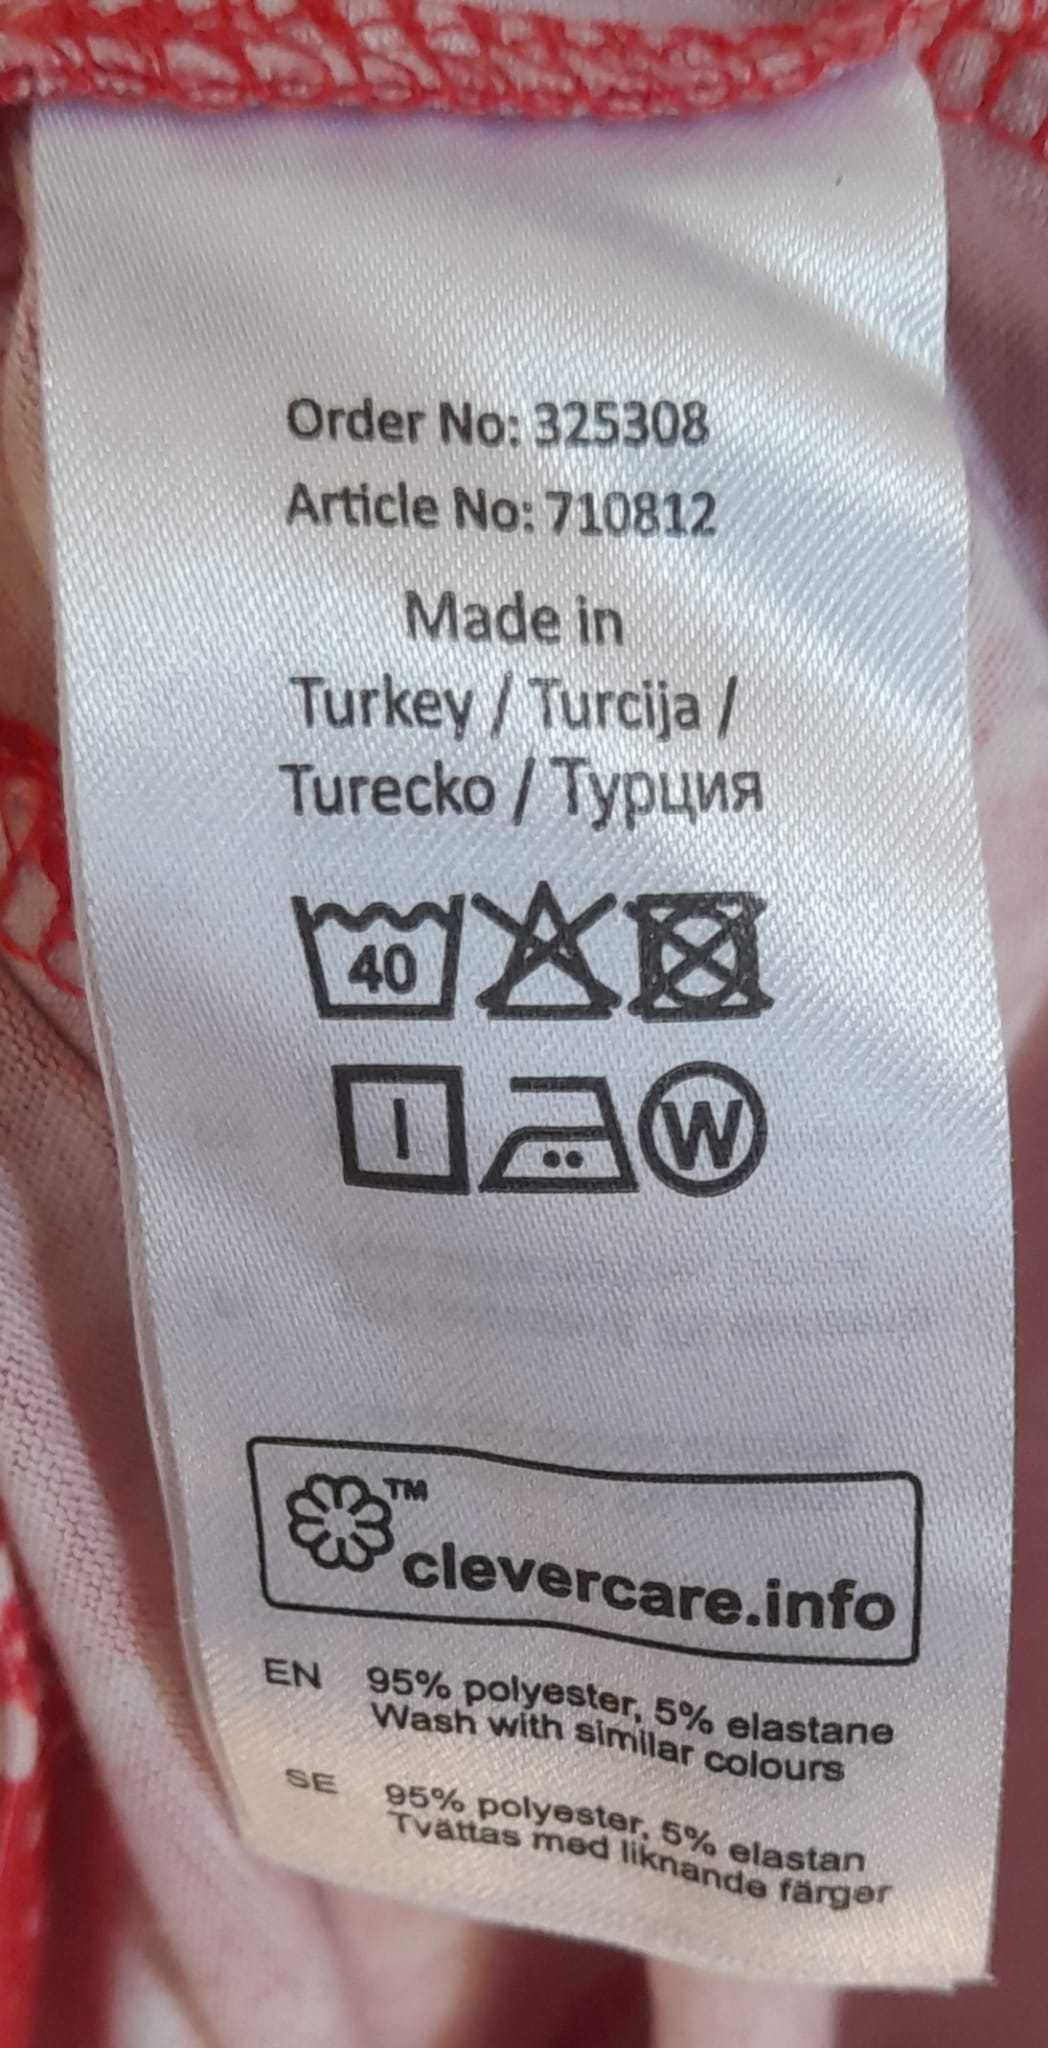 Order No: 325308
Article No: 710812
Made in
Turkey / Turcija /
Turecko / Турция
40
W
TM
clevercare.info
EN 95% polyester, 5% elastane
Wash with similar colours
SE 95% polyester, 5% elastan
Tvättas med liknande färger